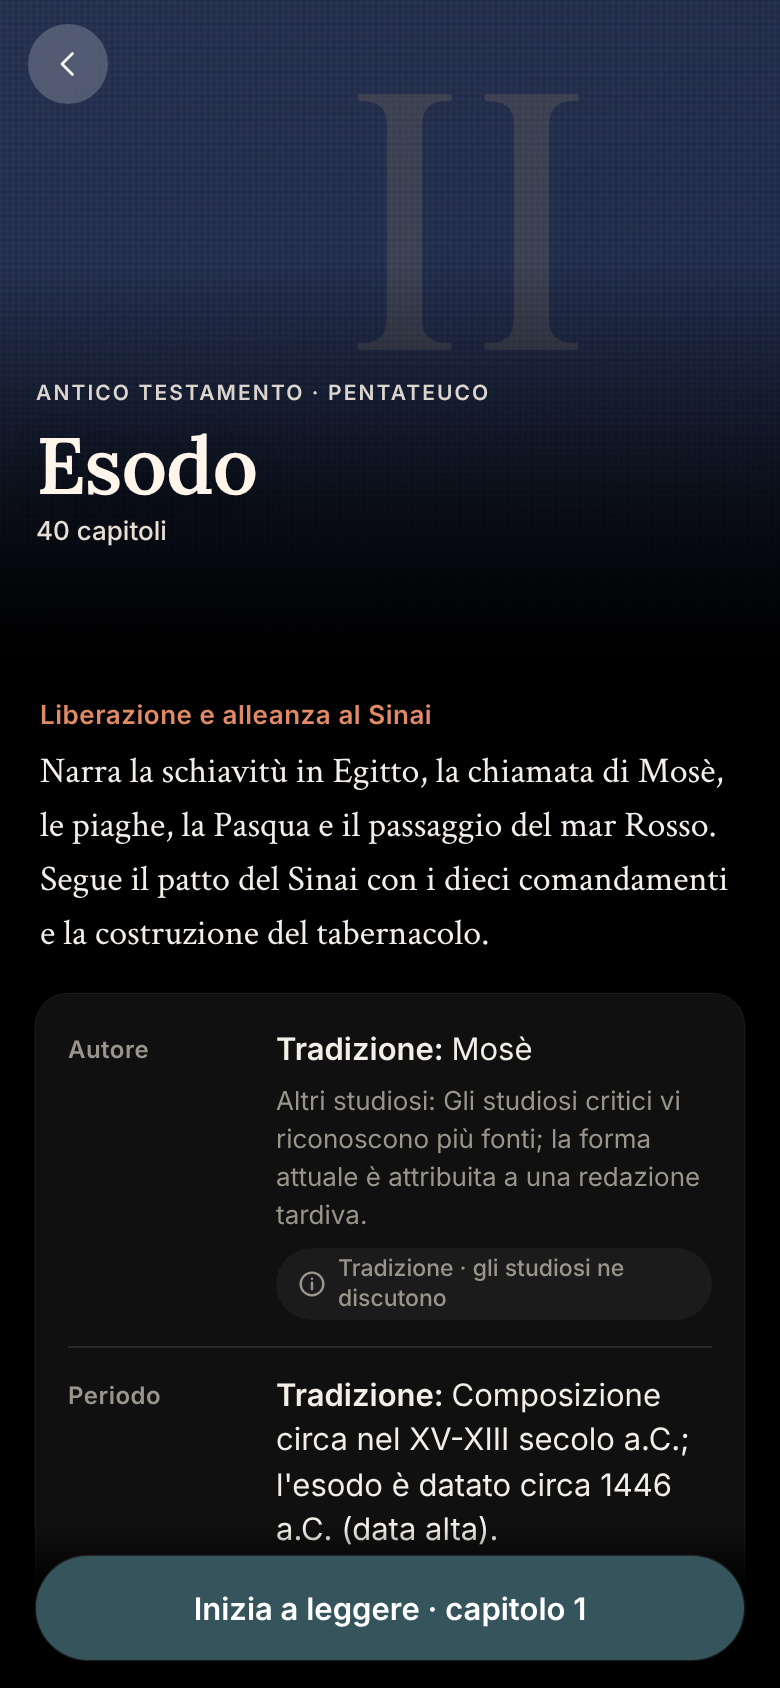 II
ANTICO TESTAMENTO · PENTATEUCO
Esodo
40 capitoli
Liberazione e alleanza al Sinai
Narra la schiavitù in Egitto, la chiamata di Mosè,
le piaghe, la Pasqua e il passaggio del mar Rosso.
Segue il patto del Sinai con i dieci comandamenti
e la costruzione del tabernacolo.
Autore
Tradizione: Mosè
Altri studiosi: Gli studiosi critici vi
riconoscono più fonti; la forma
attuale è attribuita a una redazione
tardiva.
Tradizione · gli studiosi ne
discutono
Periodo
Tradizione: Composizione
circa nel XV-XIII secolo a.C.;
l'esodo è datato circa 1446
a.C. (data alta).
Inizia a leggere · capitolo 1